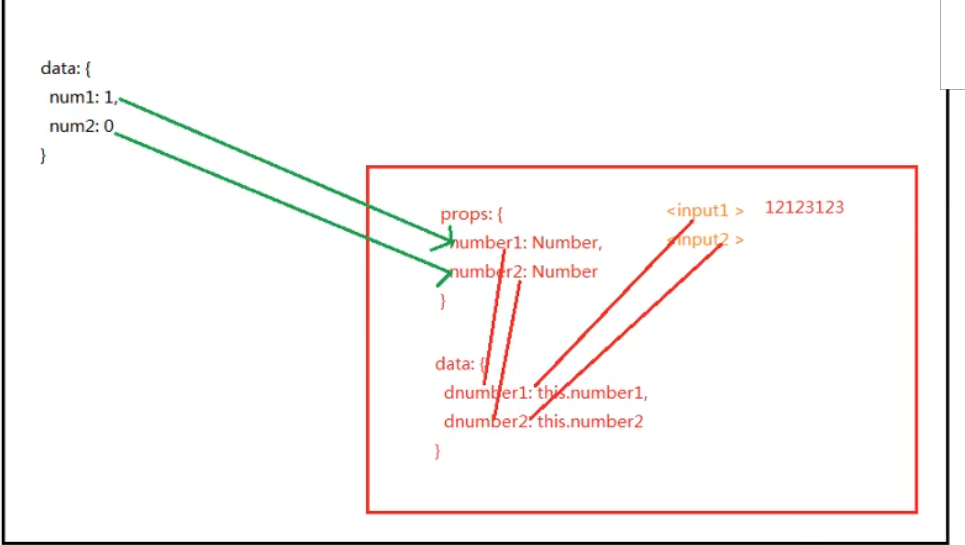 data: {
num1: 1,
num2: 0
}
props: {
number1: Number,
number2: Number
}
<input1 >
12123123
<input2 >
data: {
dnumber1: this.number1,
dnumber2: this.number2
}